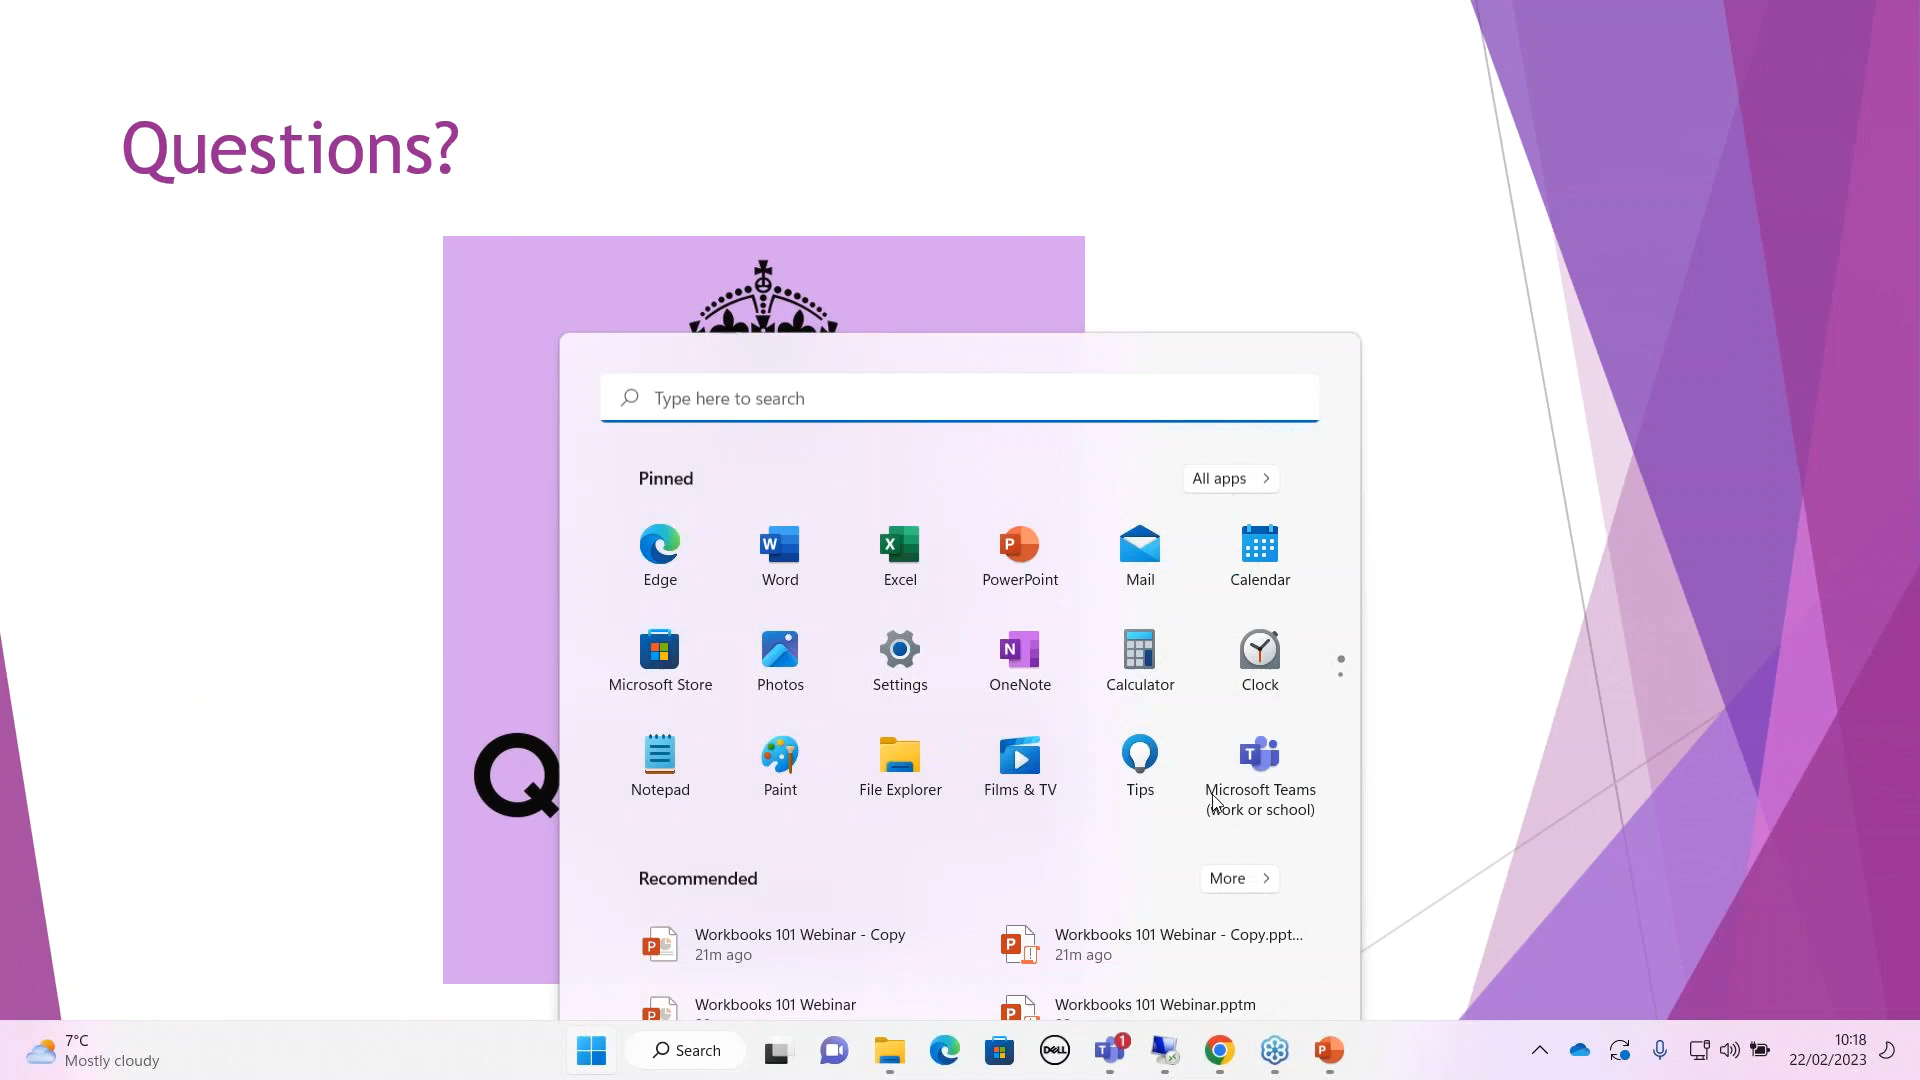 Questions?
Type here to search
Pinned
All apps
Edge
Word
Excel
PowerPoint
Mail
Calendar
Microsoft Store
Photos
Settings
OneNote
Calculator
Clock
Q
Notepad
Paint
File Explorer
Films & TV
Tips
Microsoft Teams
(work or school)
Recommended
More
Workbooks 101 Webinar - Copy
21m ago
Workbooks 101 Webinar - Copy.ppt...
21m ago
Workbooks 101 Webinar
Workbooks 101 Webinar.pptm
7°C
Mostly cloudy
Search
DELL
1
10:18
22/02/2023